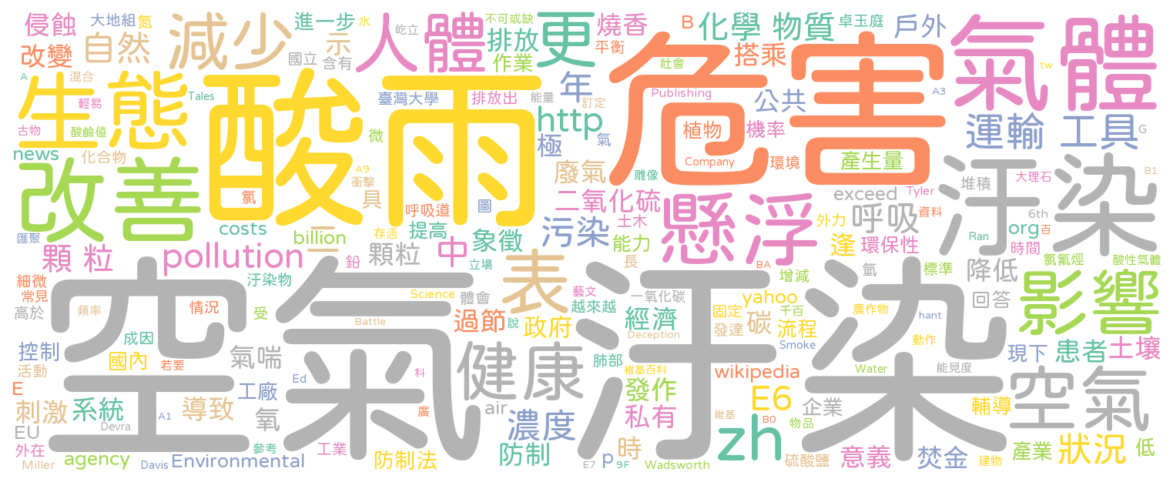 侵蝕 大地組 氮 進一步 不可或缺 水 B 化學 物質 卓玉庭 戶外
改變 自然 減少 示 人體 屹立 排放 更 燒香 平衡 搭乘 氣體
國立 含有 作業 社會 tw
A 混合 生態 Tales 酸雨 臺灣大學 排放出 能量 年 訂定 Publishing 危害 公共 A3 運輸 工具 G
輕易 古物 酸鹼值 微 http 氣 植物 機率
news 化合物 A9 衝擊 極 Company 環境 產生量
改善 氯 具 呼吸道 圖 廢氣 雕像 二氧化硫 exceed Tyler 堆積 大理石 B1 汙染
costs 存活 提高 土木 懸浮 呼吸 外力 資料 6th
匯聚 billion 中 象徵 污染 能力 逢 環保性 Ran org 百
顆粒 pollution 鉛 顆粒 立場 長 BA 增減 氫 時間 氯氟烴 酸性氣體
細微 汙染物 表 藝文 一氧化碳 標準 降低
常見 Science 體會 越來越 yahoo 農作物 hant 回答 影響
高於 頻率 情況 受 Battle 過節 說 政府 經濟 固定 千百 碳 發達 流程 動作
空氣汙染
控制 成因 國內 若要 氣喘 健康 Deception 肺部 Smoke 能見度 現下 患者 土壤
活動 Ed 科 維基百科 wikipedia Water
E 工廠 發作 E6 空氣
刺激 系統 A1 導致 氧 air 廣 私有 維基 B0 企業 輔導
EU Devra 參考 濃度 zh 物品
外在 工業 防制 時 意義 產業 狀況 低
Miller agency Davis Environmental 防制法 E7 p 9F Wadsworth 硫酸鹽 焚金 建物